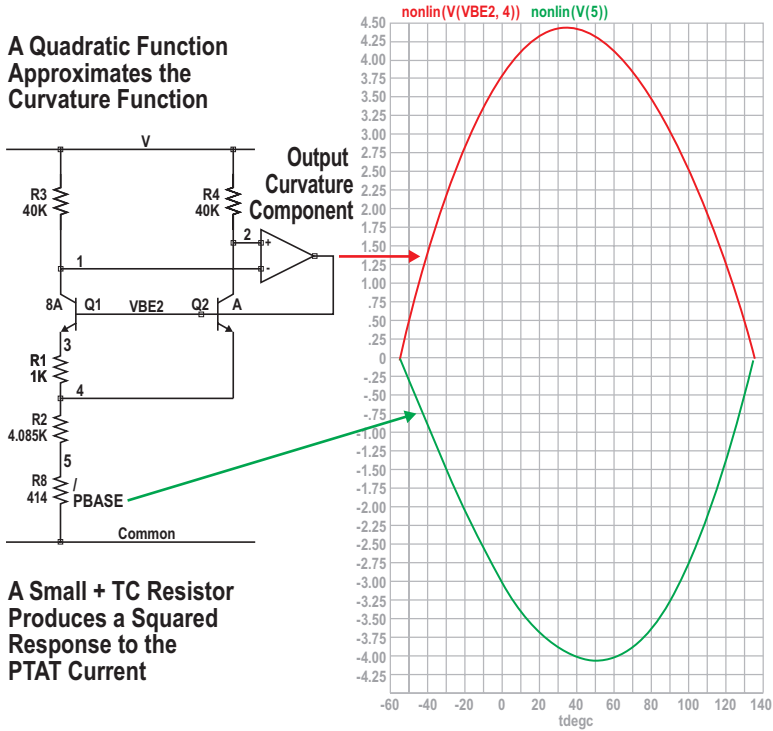 A Quadratic Function
Approximates the
Curvature Function
V
R3
40K
R4
40K
Output
Curvature
Component
2
+
-
1
8A
Q1
VBE2
Q2
A
3
R1
1K
4
R2
4.085K
5
R8
414
/
PBASE
Common
A Small + TC Resistor
Produces a Squared
Response to the
PTAT Current
nonlin(V(VBE2, 4)) nonlin(V(5))
4.50
4.25
4.00
3.75
3.50
3.25
3.00
2.75
2.50
2.25
2.00
1.75
1.50
1.25
1.00
.75
.50
.25
0
-.25
-.50
-.75
-1.00
-1.25
-1.50
-1.75
-2.00
-2.25
-2.50
-2.75
-3.00
-3.25
-3.50
-3.75
-4.00
-4.25
-60 -40 -20 0 20 40 60 80 100 120 140
tdegc